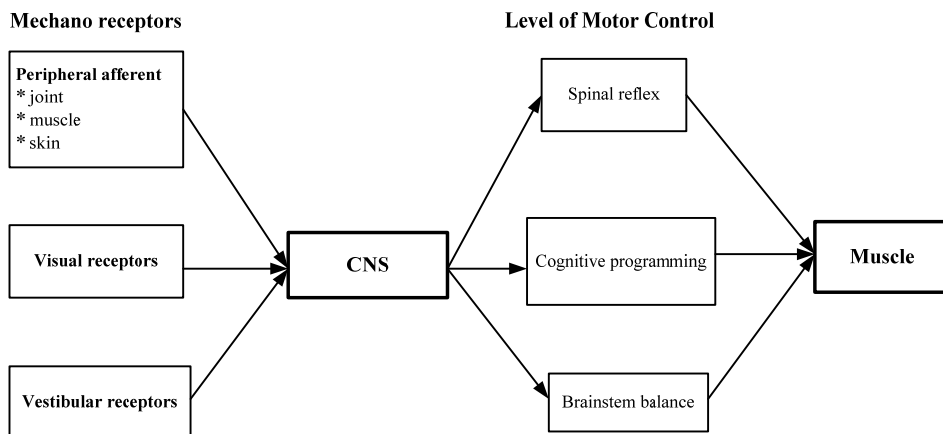 Mechano receptors
Level of Motor Control
Peripheral afferent
* joint
* muscle
* skin
Spinal reflex
Visual receptors
CNS
Cognitive programming
Muscle
Vestibular receptors
Brainstem balance